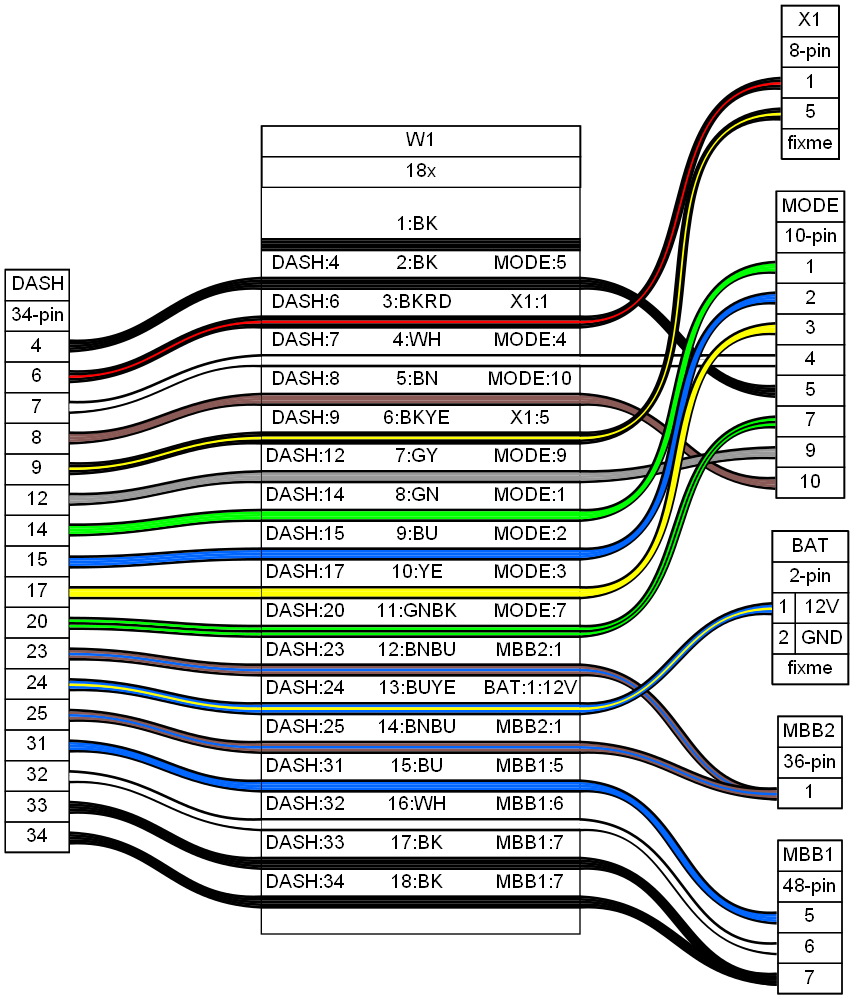 DASH
34-pin
4
6
7
8
9
12
14
15
17
20
23
24
25
31
32
33
34
W1
18x
1:BK
DASH:4 2:BK MODE:5
DASH:6 3:BKRD X1:1
DASH:7 4:WH MODE:4
DASH:8 5:BN MODE:10
DASH:9 6:BKYE X1:5
DASH:12 7:GY MODE:9
DASH:14 8:GN MODE:1
DASH:15 9:BU MODE:2
DASH:17 10:YE MODE:3
DASH:20 11:GNBK MODE:7
DASH:23 12:BNBU MBB2:1
DASH:24 13:BUYE BAT:1:12V
DASH:25 14:BNBU MBB2:1
DASH:31 15:BU MBB1:5
DASH:32 16:WH MBB1:6
DASH:33 17:BK MBB1:7
DASH:34 18:BK MBB1:7
X1
8-pin
1
5
fixme
MODE
10-pin
1
2
3
4
5
7
9
10
BAT
2-pin
1 12V
2 GND
fixme
MBB2
36-pin
1
MBB1
48-pin
5
6
7